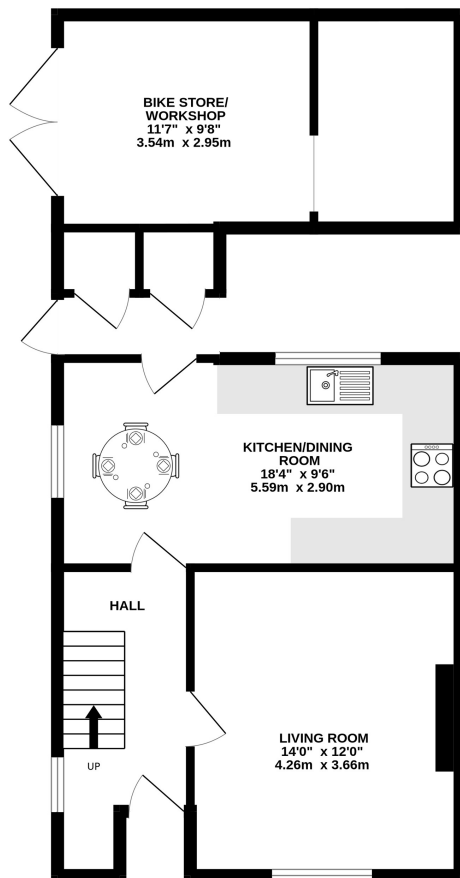 BIKE STORE/
WORKSHOP
11'7" x 9'8"
3.54m x 2.95m
KITCHEN/DINING
ROOM
18'4" x 9'6"
5.59m x 2.90m
HALL
UP
LIVING ROOM
14'0" x 12'0"
4.26m x 3.66m